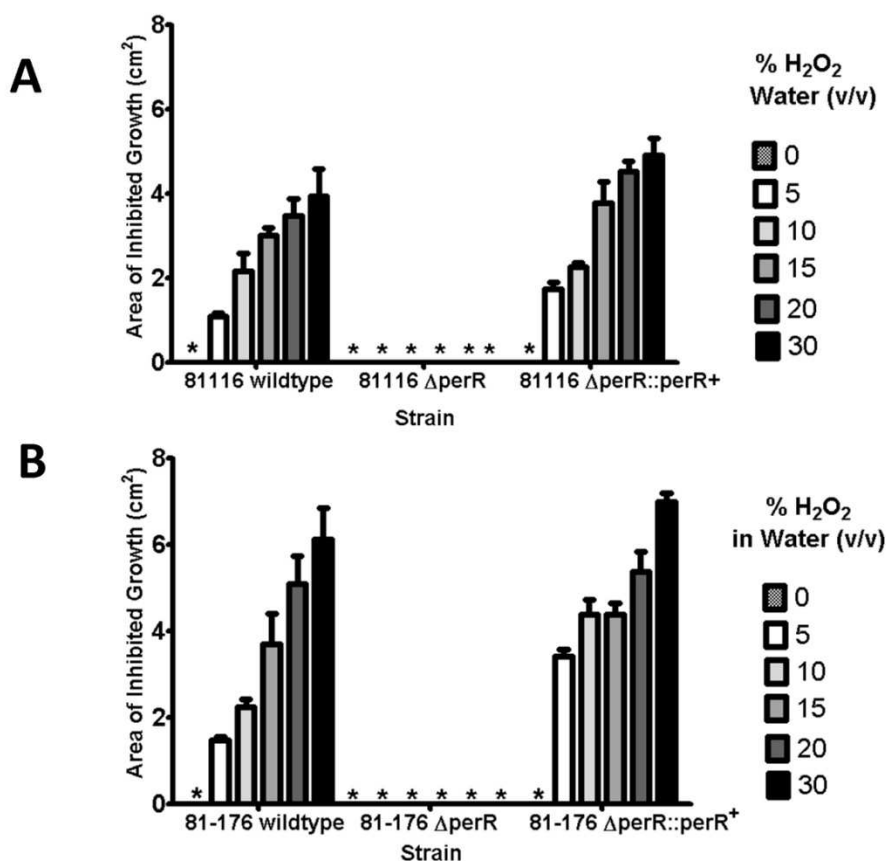 A
8
6
4
2
0
Area of Inhibited Growth (cm²)
* * * * * * * *
81116 wildtype 81116 ΔperR 81116 ΔperR::perR+
Strain
% H₂O₂
Water (v/v)
0
5
10
15
20
30
B
8
6
4
2
0
Area of Inhibited Growth (cm²)
* * * * * * * *
81-176 wildtype 81-176 ΔperR 81-176 ΔperR::perR⁺
Strain
% H₂O₂
in Water (v/v)
0
5
10
15
20
30